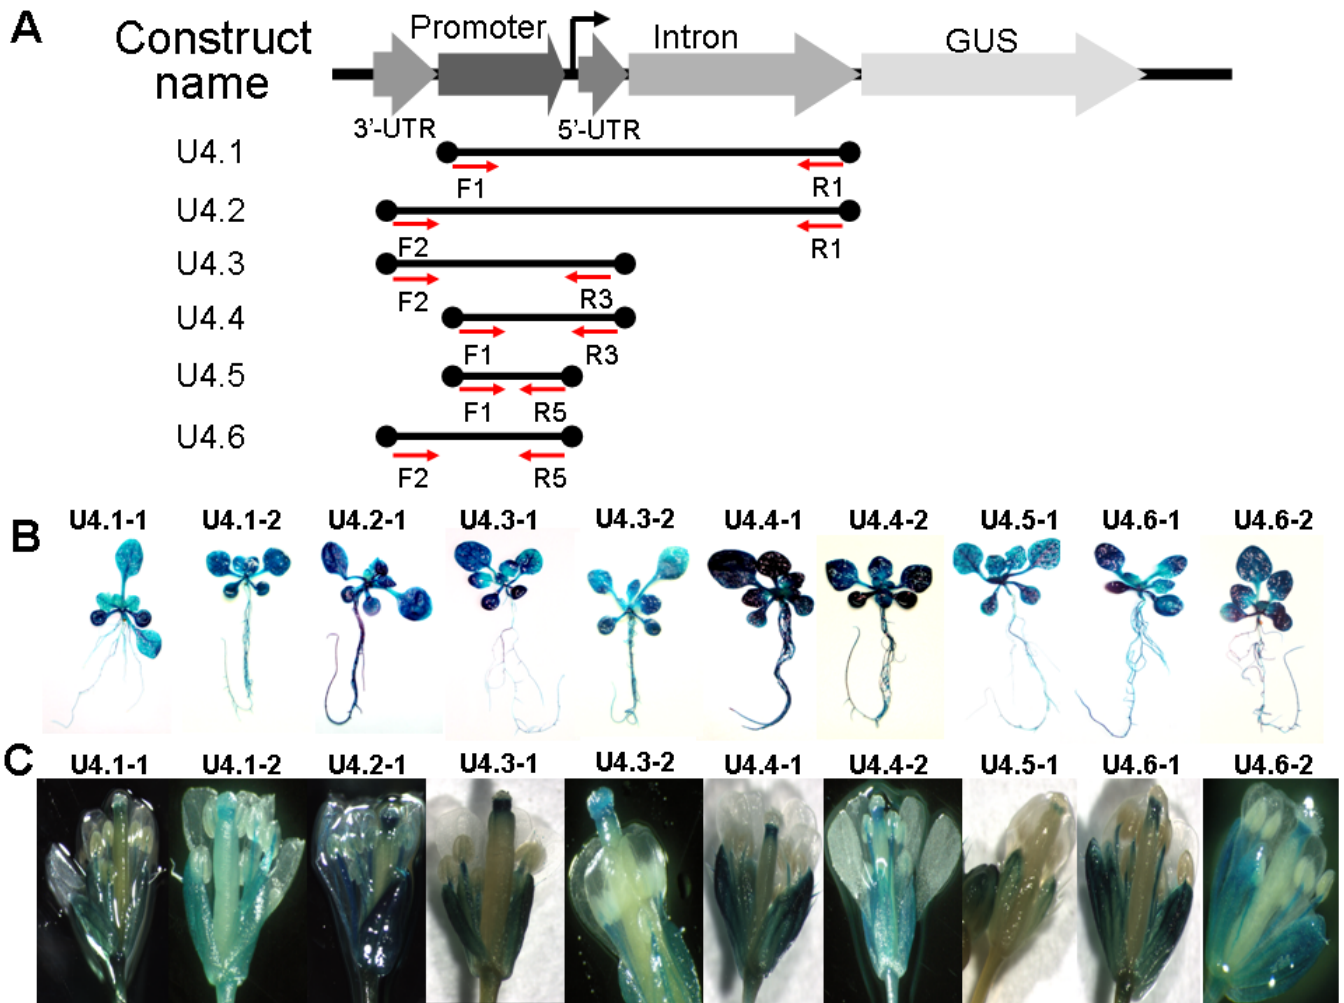 A
Construct name
Promoter
Intron
GUS
3'-UTR
5'-UTR
U4.1
F1
R1
U4.2
F2
R1
U4.3
F2
R3
U4.4
F1
R3
U4.5
F1
R5
U4.6
F2
R5
B
U4.1-1 U4.1-2 U4.2-1 U4.3-1 U4.3-2 U4.4-1 U4.4-2 U4.5-1 U4.6-1 U4.6-2
C
U4.1-1 U4.1-2 U4.2-1 U4.3-1 U4.3-2 U4.4-1 U4.4-2 U4.5-1 U4.6-1 U4.6-2